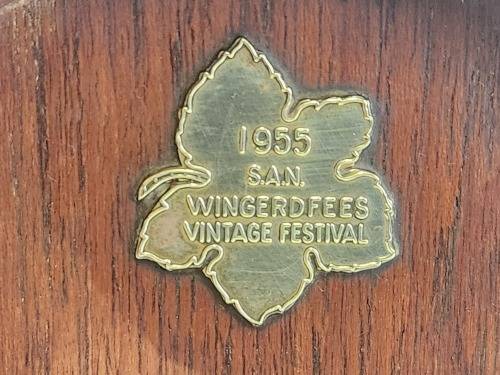 1955
S.A.N.
WINGERDFEES
VINTAGE FESTIVAL